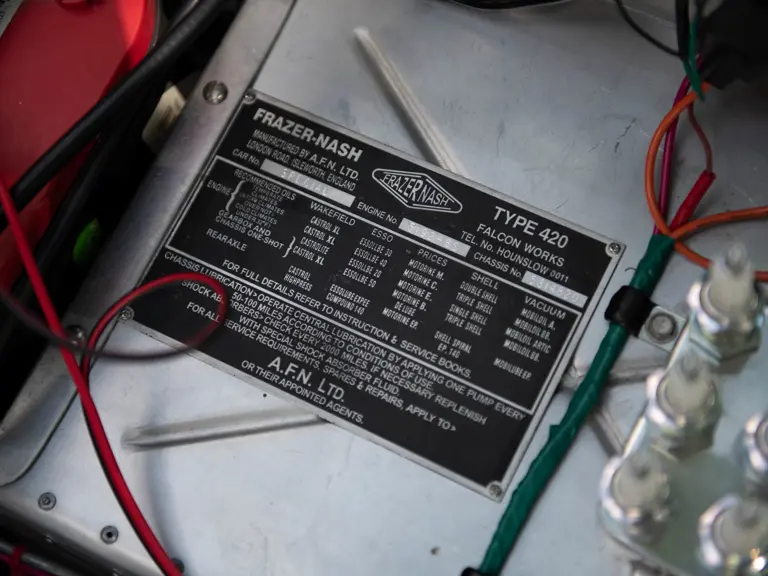 FRAZER-NASH
MANUFACTURED BY A.F.N. LTD.
LONDON ROAD, ISLEWORTH, ENGLAND
FRAZER NASH
TYPE 420
FALCON WORKS
TEL. No. HOUNSLOW 0011
CAR No. SPECIAL
ENGINE No.
CHASSIS No.
RECOMMENDED OILS WAKEFIELD ESSO PRICES SHELL VACUUM
ENGINE
CASTROL XL ESSOLUBE 30 MOTORINE M. DOUBLE SHELL MOBILOIL A.
CASTROL XL ESSOLUBE 40 MOTORINE C. TRIPLE SHELL MOBILOIL BB.
CASTROLITE ESSOLUBE 20 MOTORINE E. SINGLE SHELL MOBILOIL ARTIC
GEARBOX AND CHASSIS ONE-SHOT CASTROL XL ESSOLUBE 50 MOTORINE B. TRIPLE SHELL MOBILOIL BB.
REAR AXLE CASTROL HIPRESS COMPOUND 140 MOTORINE EP. SHELL SPIRAL EP. 140 MOBILUBE EP.
FOR FULL DETAILS REFER TO INSTRUCTION & SERVICE BOOKS.
CHASSIS LUBRICATION> OPERATE CENTRAL LUBRICATION BY APPLYING ONE PUMP EVERY
50-100 MILES ACCORDING TO CONDITIONS OF USE.
SHOCK ABSORBERS> CHECK EVERY 2000 MILES, IF NECESSARY REPLENISH
WITH SPECIAL SHOCK ABSORBER FLUID.
FOR ALL SERVICE REQUIREMENTS, SPARES & REPAIRS, APPLY TO>
A.F.N. LTD.
OR THEIR APPOINTED AGENTS.